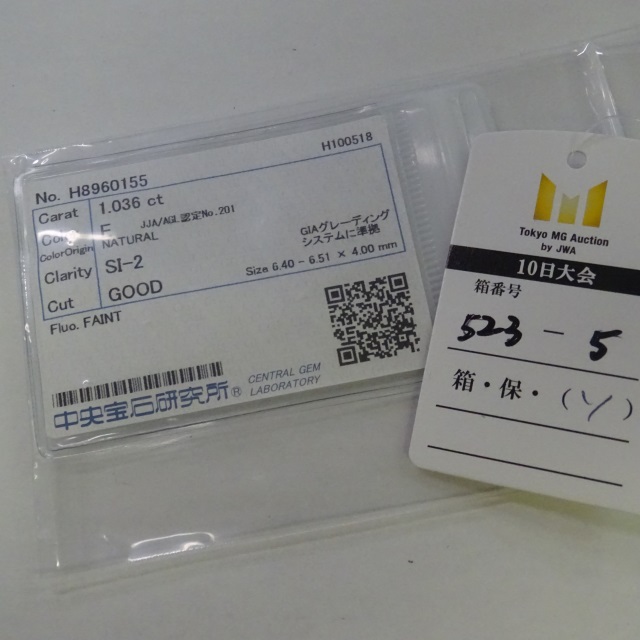 No. H8960155
H100518
Carat 1.036 ct
Color F JJA/AGL認定No.201
ColorOrigin NATURAL
GIAグレーディング
システムに準拠
Clarity SI-2
Size 6.40 - 6.51 × 4.00 mm
Cut GOOD
Fluo. FAINT
中央宝石研究所® CENTRAL GEM
LABORATORY
Tokyo MG Auction
by JWA
10日大会
箱番号
523 - 5
箱・保・( )